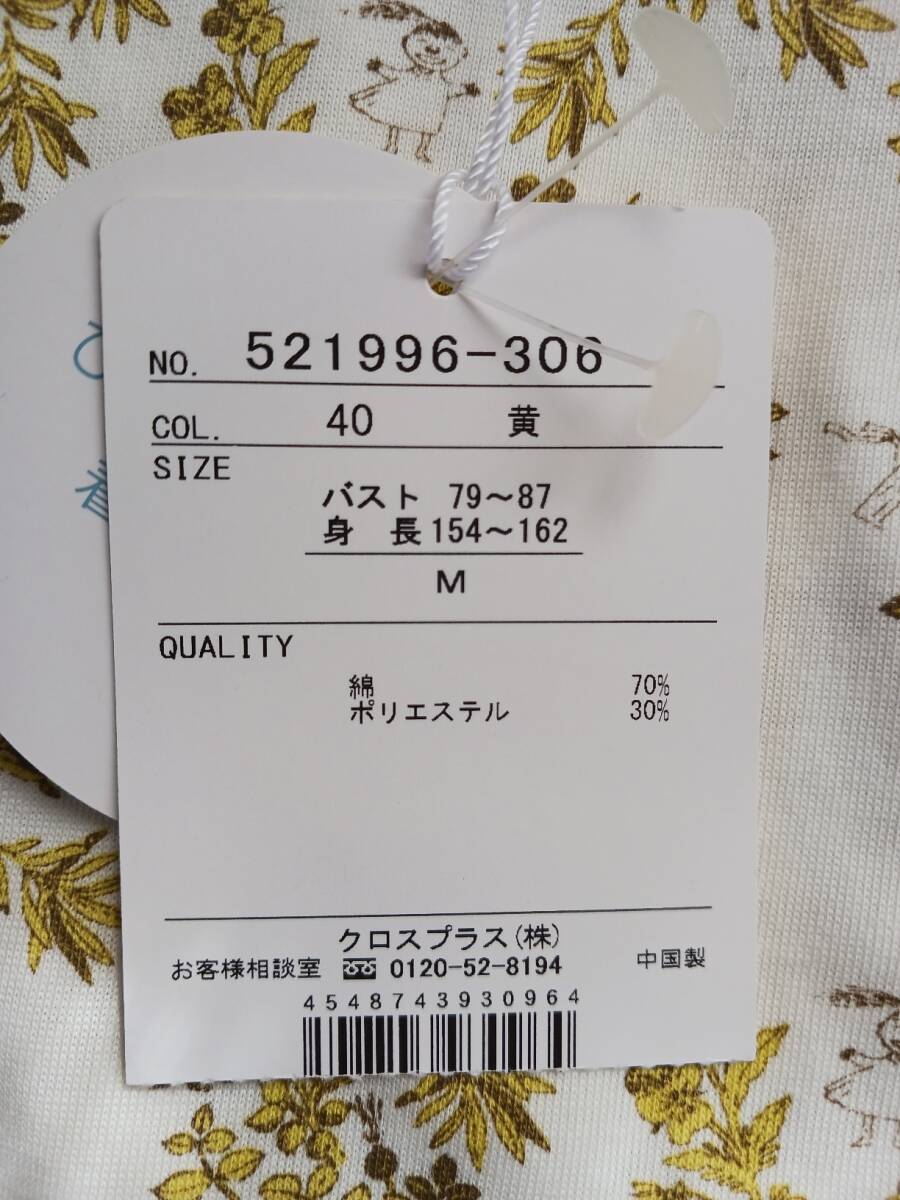 ひ
着
NO. 521996-306
COL. 40 黄
SIZE
バスト 79～87
身 長 154～162
M
QUALITY
綿 70%
ポリエステル 30%
クロスプラス(株)
お客様相談室 0120-52-8194 中国製
4548743930964